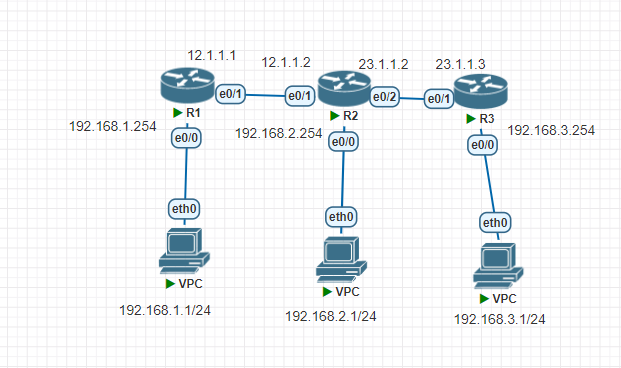 12.1.1.1
12.1.1.2
23.1.1.2
23.1.1.3
e0/1
e0/1
e0/2
e0/1
R1
R2
R3
192.168.1.254
192.168.2.254
192.168.3.254
e0/0
e0/0
e0/0
eth0
eth0
eth0
VPC
VPC
VPC
192.168.1.1/24
192.168.2.1/24
192.168.3.1/24